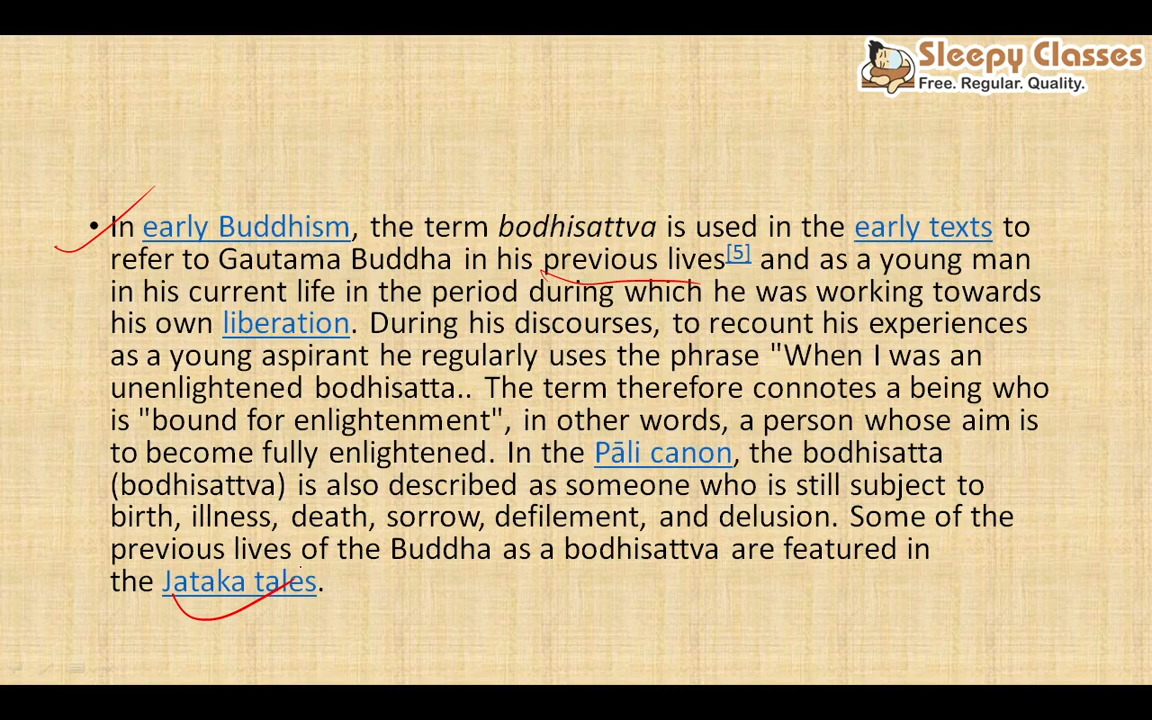 Sleepy Classes
Free. Regular. Quality.
• In early Buddhism, the term bodhisattva is used in the early texts to
refer to Gautama Buddha in his previous lives[5] and as a young man
in his current life in the period during which he was working towards
his own liberation. During his discourses, to recount his experiences
as a young aspirant he regularly uses the phrase "When I was an
unenlightened bodhisatta.. The term therefore connotes a being who
is "bound for enlightenment", in other words, a person whose aim is
to become fully enlightened. In the Pāli canon, the bodhisatta
(bodhisattva) is also described as someone who is still subject to
birth, illness, death, sorrow, defilement, and delusion. Some of the
previous lives of the Buddha as a bodhisattva are featured in
the Jataka tales.